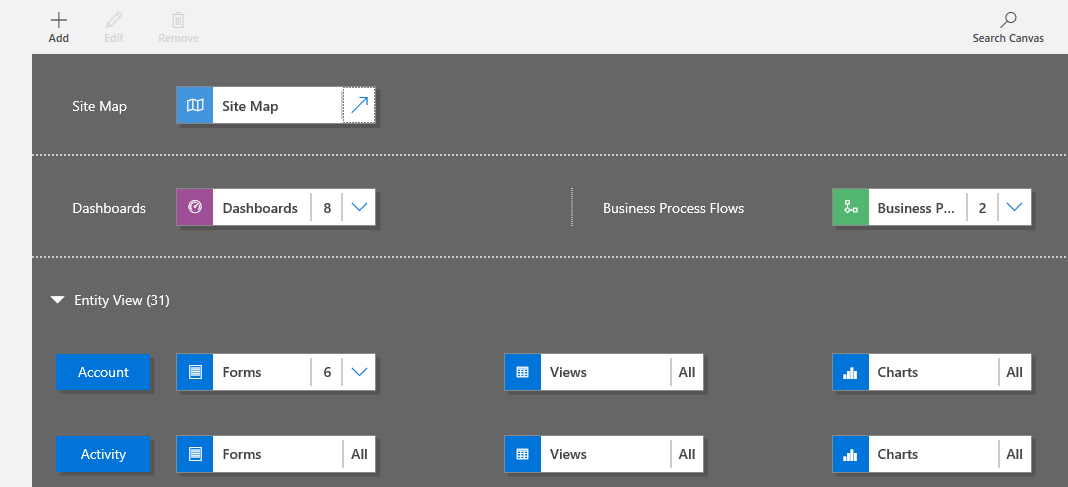 Add Edit Remove Search Canvas
Site Map Site Map
Dashboards Dashboards 8 Business Process Flows Business P... 2
Entity View (31)
Account Forms 6 Views All Charts All
Activity Forms All Views All Charts All